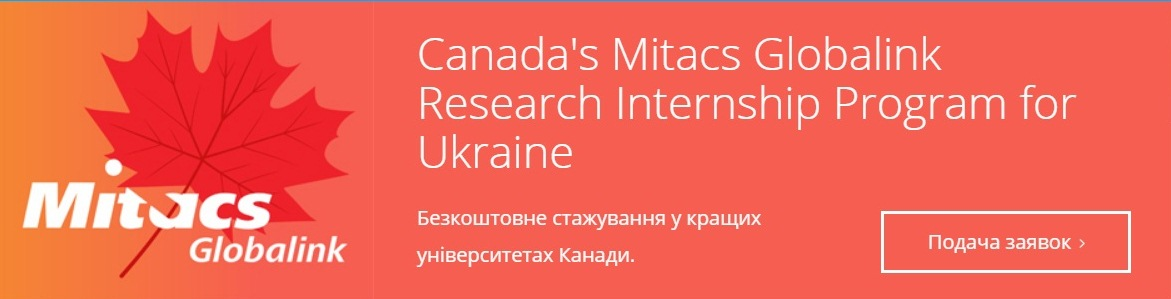 Mitacs
Globalink
Canada's Mitacs Globalink
Research Internship Program for
Ukraine
Безкоштовне стажування у кращих
університетах Канади.
Подача заявок ›